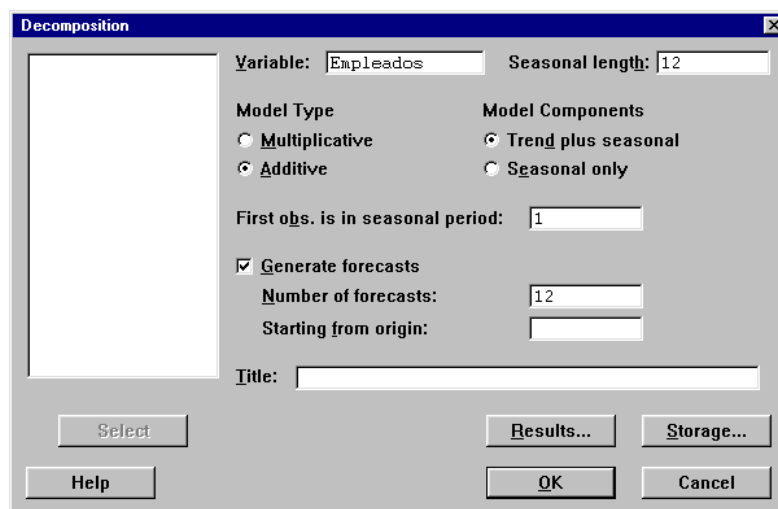 Decomposition
Variable: Empleados Seasonal length: 12
Model Type Model Components
Multiplicative Trend plus seasonal
Additive Seasonal only
First obs. is in seasonal period: 1
Generate forecasts
Number of forecasts: 12
Starting from origin:
Title:
Select Results... Storage...
Help OK Cancel